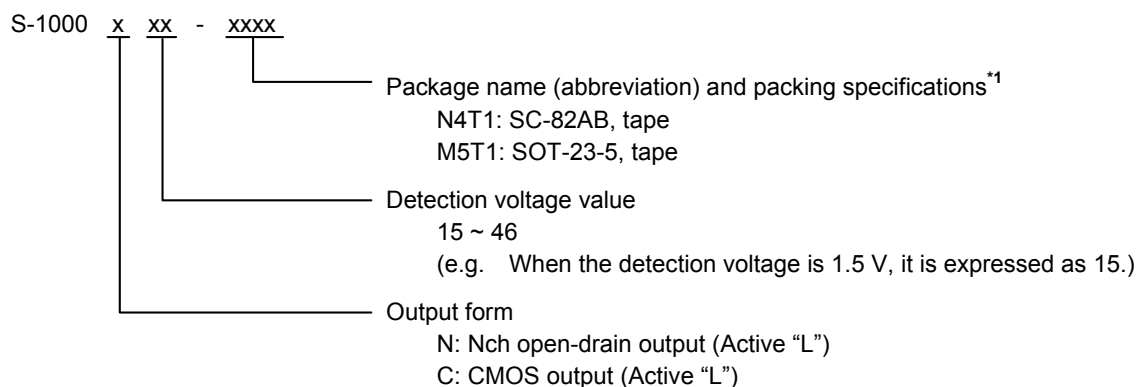 S-1000 x xx - xxxx
Package name (abbreviation) and packing specifications*1
N4T1: SC-82AB, tape
M5T1: SOT-23-5, tape
Detection voltage value
15 ~ 46
(e.g. When the detection voltage is 1.5 V, it is expressed as 15.)
Output form
N: Nch open-drain output (Active “L”)
C: CMOS output (Active “L”)